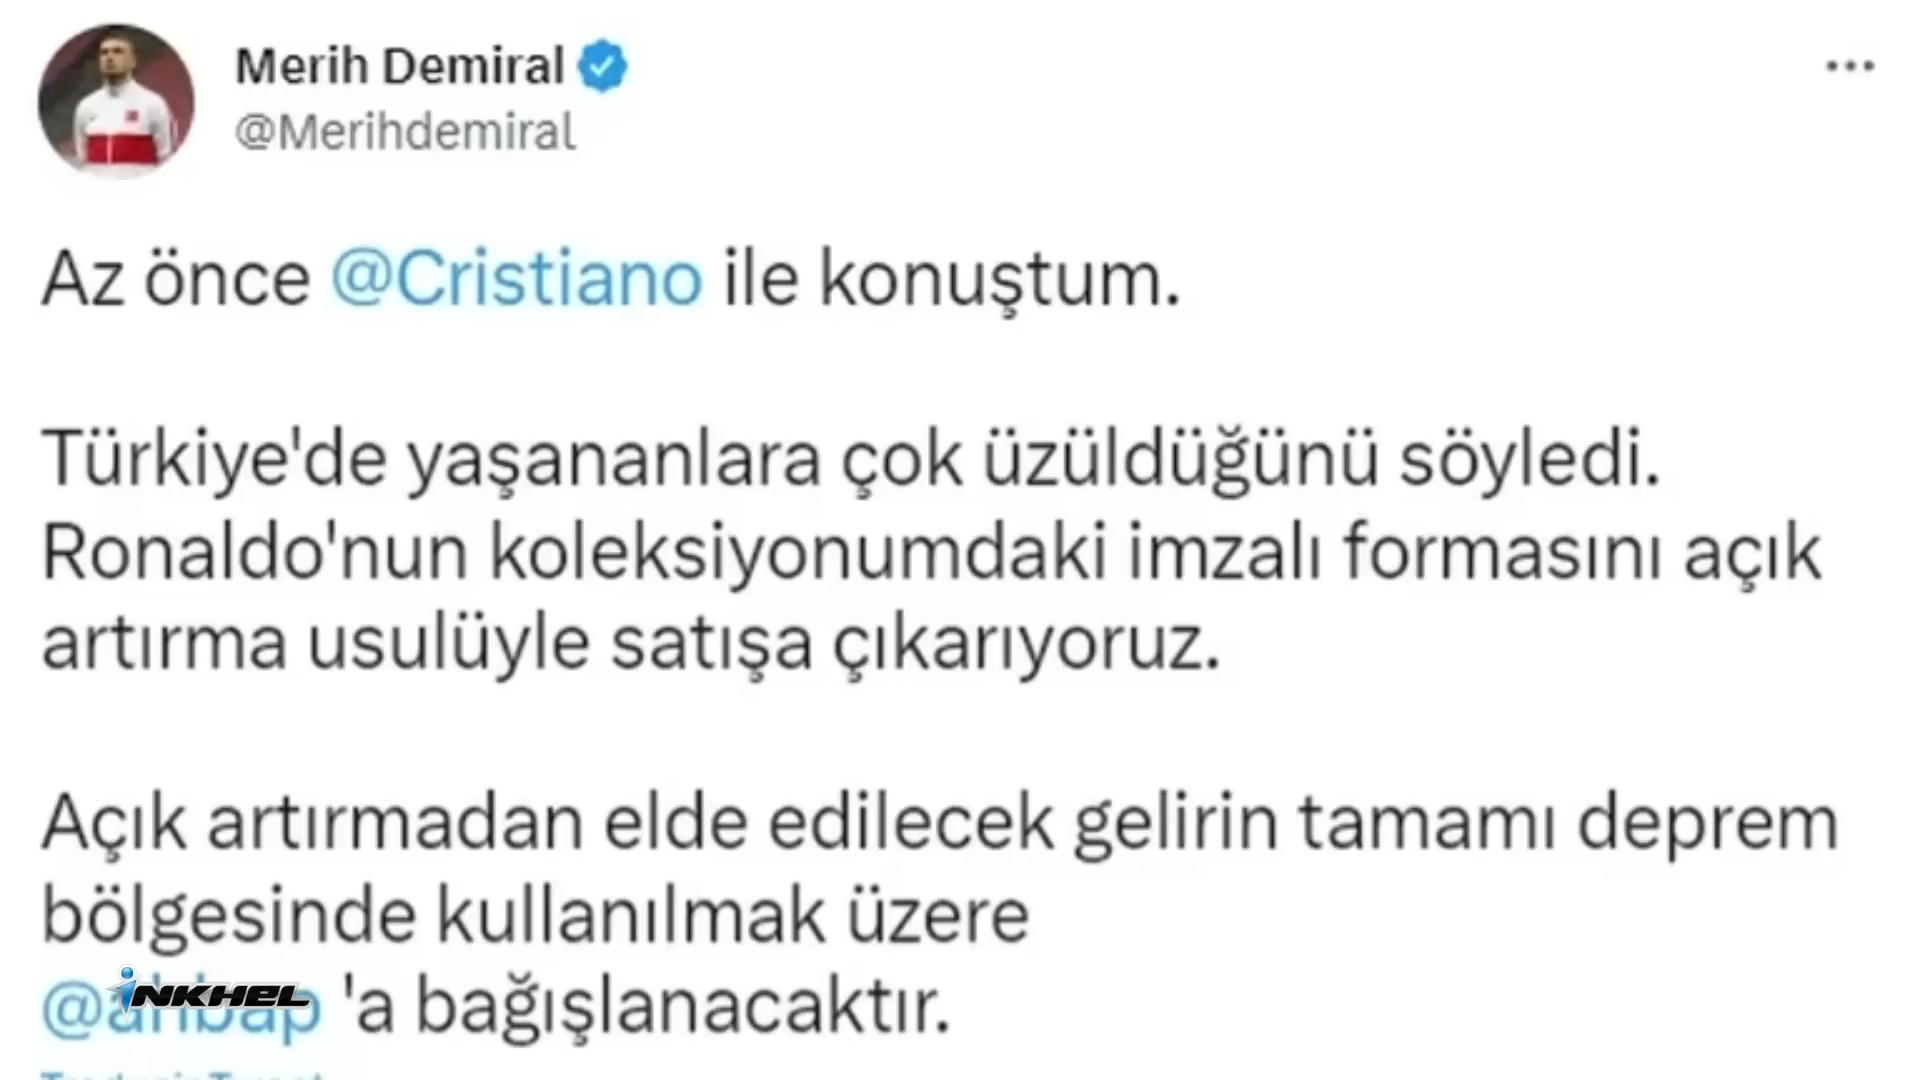 Merih Demiral
@Merihdemiral
Az önce @Cristiano ile konuştum.
Türkiye'de yaşananlara çok üzüldüğünü söyledi.
Ronaldo'nun koleksiyonumdaki imzalı formasını açık
artırma usulüyle satışa çıkarıyoruz.
Açık artırmadan elde edilecek gelirin tamamı deprem
bölgesinde kullanılmak üzere
@ahbap 'a bağışlanacaktır.
iNKHEL